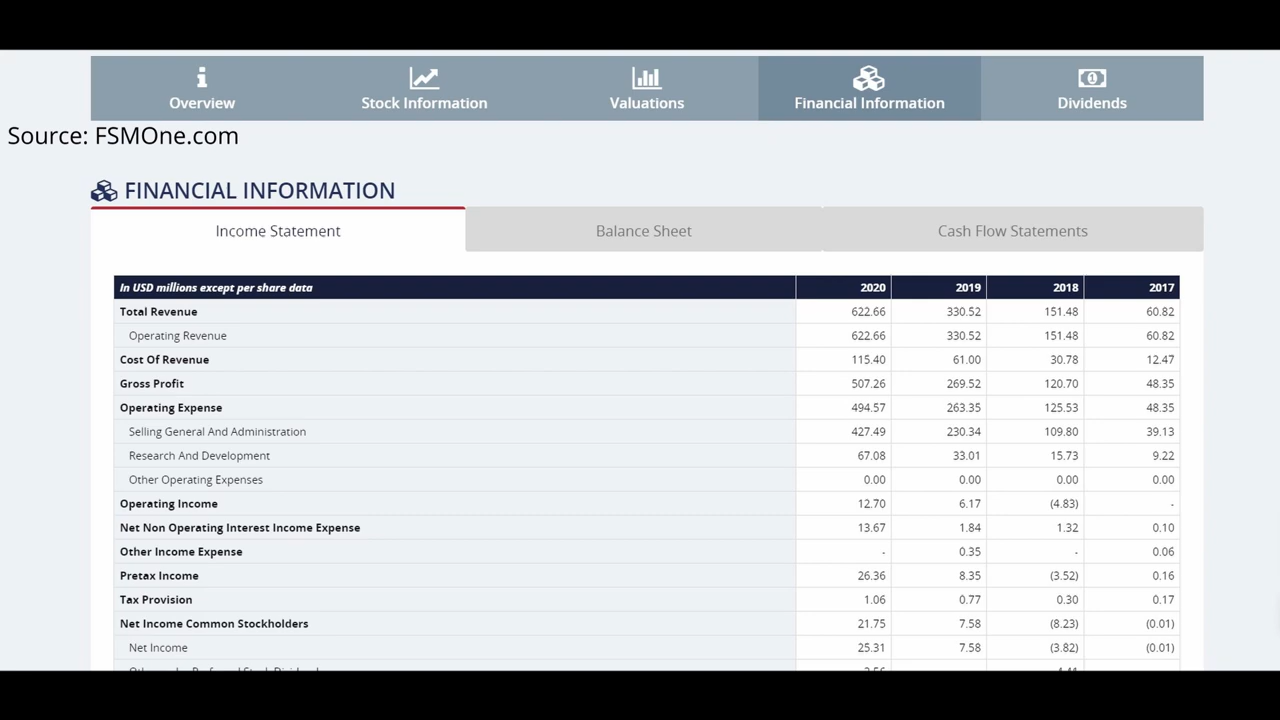 Overview Stock Information Valuations Financial Information Dividends
Source: FSMOne.com
FINANCIAL INFORMATION
Income Statement Balance Sheet Cash Flow Statements
In USD millions except per share data 2020 2019 2018 2017
Total Revenue 622.66 330.52 151.48 60.82
Operating Revenue 622.66 330.52 151.48 60.82
Cost Of Revenue 115.40 61.00 30.78 12.47
Gross Profit 507.26 269.52 120.70 48.35
Operating Expense 494.57 263.35 125.53 48.35
Selling General And Administration 427.49 230.34 109.80 39.13
Research And Development 67.08 33.01 15.73 9.22
Other Operating Expenses 0.00 0.00 0.00 0.00
Operating Income 12.70 6.17 (4.83) -
Net Non Operating Interest Income Expense 13.67 1.84 1.32 0.10
Other Income Expense - 0.35 - 0.06
Pretax Income 26.36 8.35 (3.52) 0.16
Tax Provision 1.06 0.77 0.30 0.17
Net Income Common Stockholders 21.75 7.58 (8.23) (0.01)
Net Income 25.31 7.58 (3.82) (0.01)